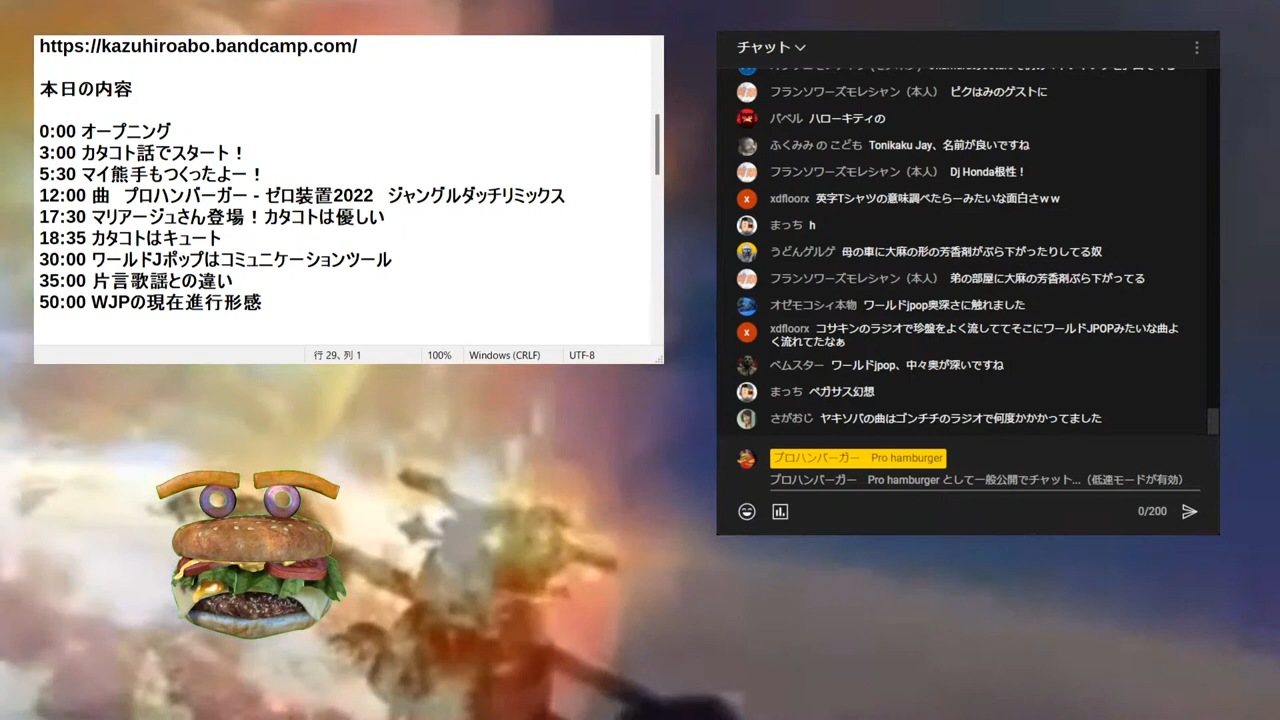 https://kazuhiroabo.bandcamp.com/
本日の内容
0:00 オープニング
3:00 カタコト話でスタート！
5:30 マイ熊手もつくったよー！
12:00 曲　プロハンバーガー - ゼロ装置2022　ジャングルダッチリミックス
17:30 マリアージュさん登場！カタコトは優しい
18:35 カタコトはキュート
30:00 ワールドJポップはコミュニケーションツール
35:00 片言歌謡との違い
50:00 WJPの現在進行形感
行 29、列 1
100%
Windows (CRLF)
UTF-8
チャット
フランソワーズモレシャン（本人） ピクはみのゲストに
バベル ハローキティの
ふくみみ の こども Tonikaku Jay、名前が良いですね
フランソワーズモレシャン（本人） Dj Honda根性！
xdfloorx 英字Tシャツの意味調べたらーみたいな面白さｗｗ
まっち h
うどんゲルゲ 母の車に大麻の形の芳香剤がぶら下がったりしてる奴
フランソワーズモレシャン（本人） 弟の部屋に大麻の芳香剤ぶら下がってる
オゼモコシィ本物 ワールドjpop奥深さに触れました
xdfloorx コサキンのラジオで珍盤をよく流しててそこにワールドJPOPみたいな曲よ
く流れてたなぁ
ベムスター ワールドjpop、中々奥が深いですね
まっち ペガサス幻想
さがおじ ヤキソバの曲はゴンチチのラジオで何度かかかってました
プロハンバーガー　Pro hamburger
プロハンバーガー　Pro hamburger として一般公開でチャット...（低速モードが有効）
0/200